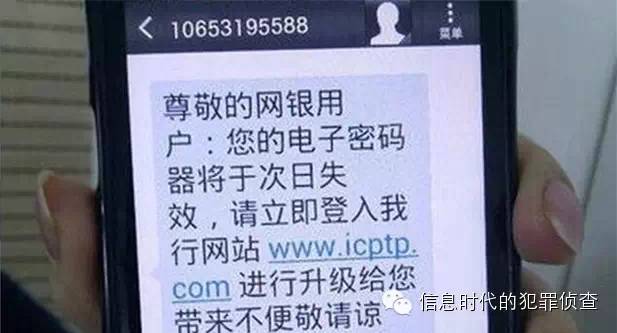 10653195588
菜单
尊敬的网银用
户：您的电子密码
器将于次日失
效，请立即登入我
行网站 www.icptp.
com 进行升级给您
带来不便敬请谅
信息时代的犯罪侦查